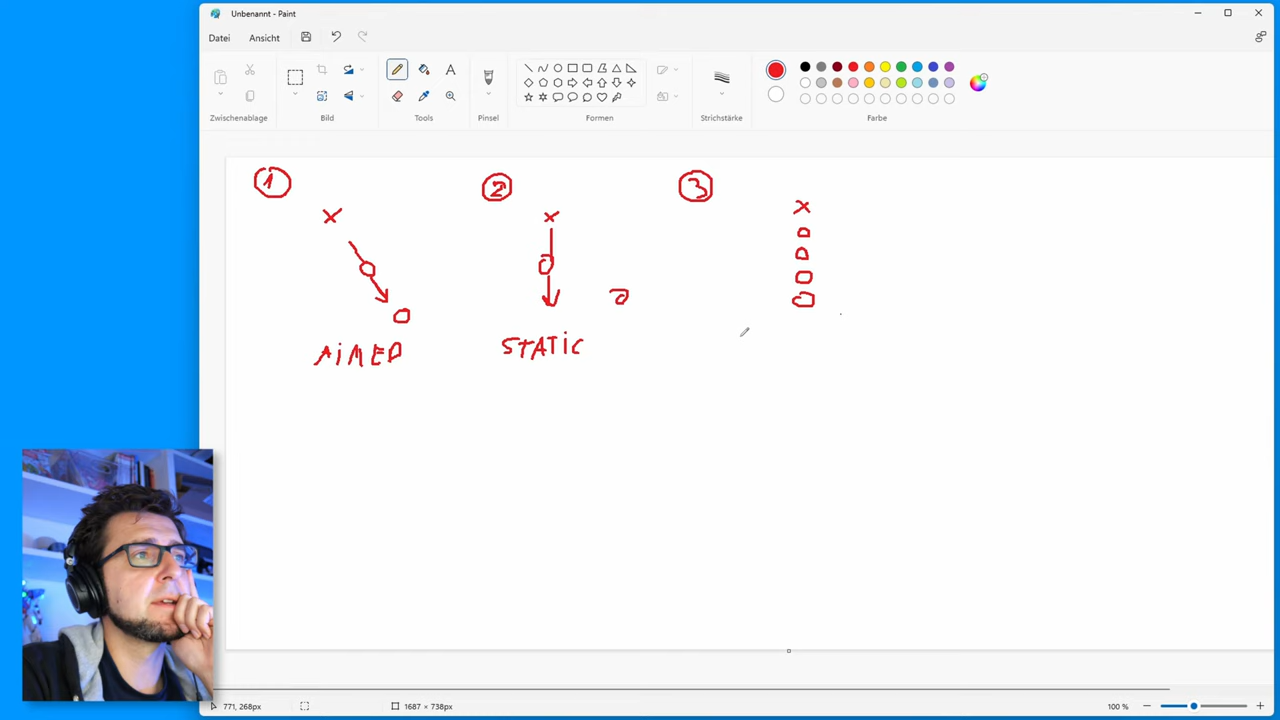 Unbenannt - Paint
Datei
Ansicht
Zwischenablage
Bild
Tools
Pinsel
Formen
Strichstärke
Farbe
1
2
3
x
x
x
AiMED
STATiC
771, 268px
1687 × 738px
100 %